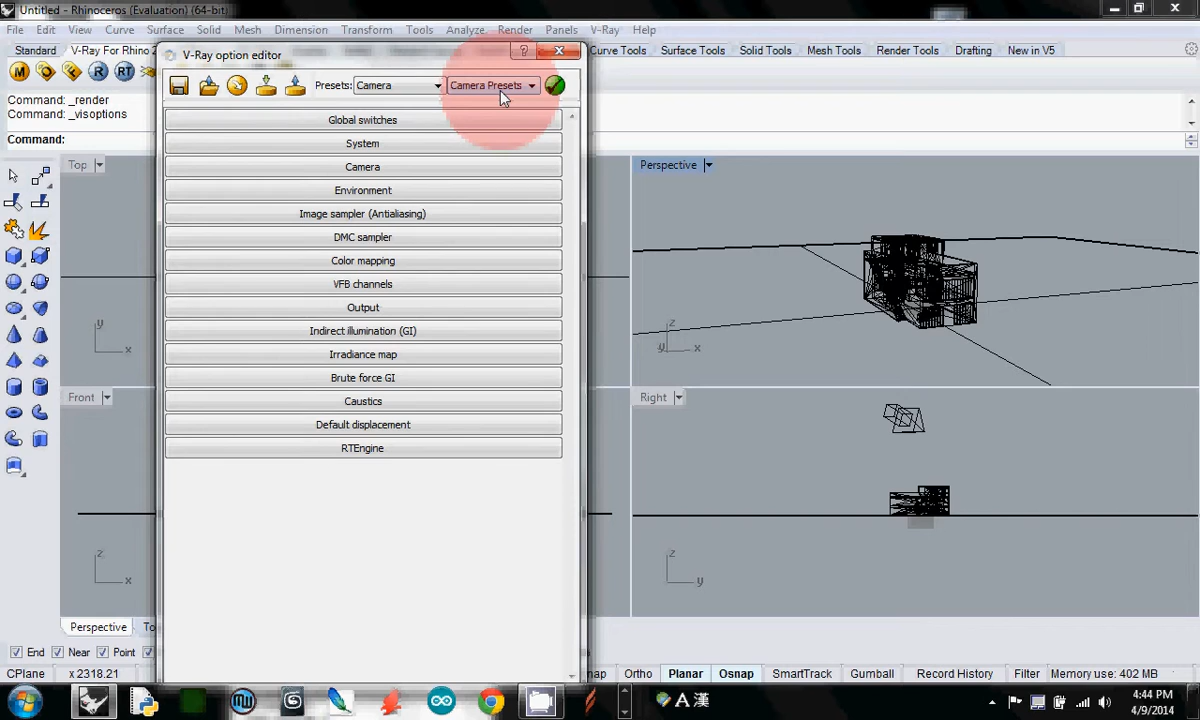 Untitled - Rhinoceros (Evaluation) (64-bit)
File Edit View Curve Surface Solid Mesh Dimension Transform Tools Analyze Render Panels V-Ray Help
Standard V-Ray For Rhino Curve Tools Surface Tools Solid Tools Mesh Tools Render Tools Drafting New in V5
M R RT
Command: _render
Command: _visoptions
Command:
V-Ray option editor
Presets: Camera Camera Presets
Global switches
System
Camera
Environment
Image sampler (Antialiasing)
DMC sampler
Color mapping
VFB channels
Output
Indirect illumination (GI)
Irradiance map
Brute force GI
Caustics
Default displacement
RTEngine
Top
y
x
Perspective
z
y x
Front
z
x
Right
z
y
Perspective To
End Near Point
CPlane x 2318.21
nap Ortho Planar Osnap SmartTrack Gumball Record History Filter Memory use: 402 MB
A 漢
4:44 PM
4/9/2014